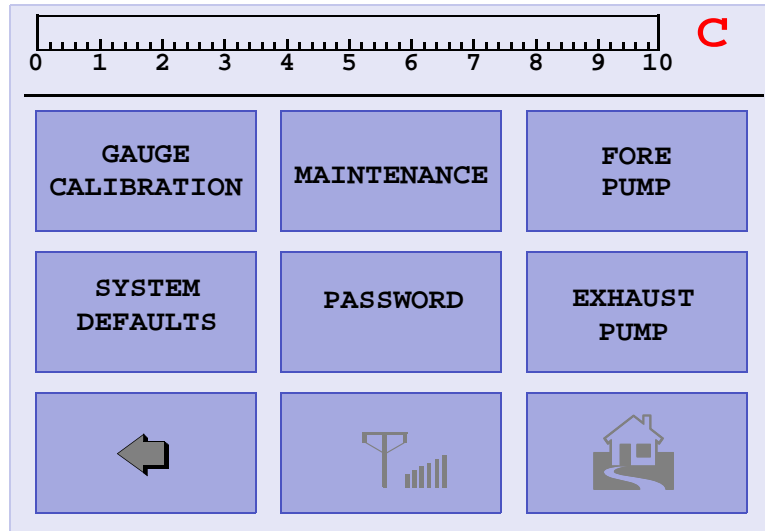 C
0 1 2 3 4 5 6 7 8 9 10
GAUGE
CALIBRATION
MAINTENANCE
FORE
PUMP
SYSTEM
DEFAULTS
PASSWORD
EXHAUST
PUMP